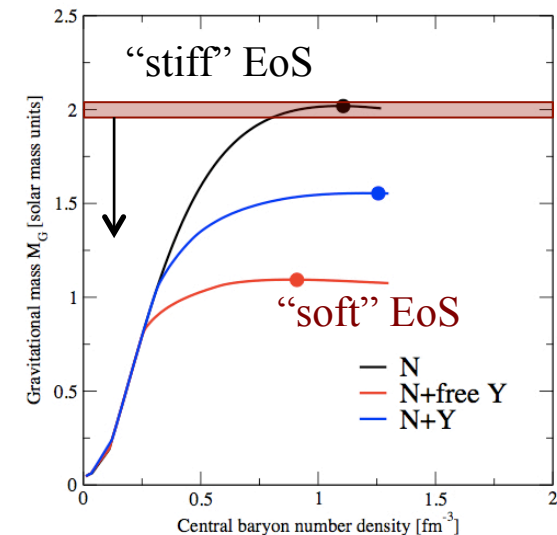 “stiff” EoS
“soft” EoS
N
N+free Y
N+Y
Gravitational mass M_G [solar mass units]
2.5
2
1.5
1
0.5
0
0
0.5
1
1.5
2
Central baryon number density [fm⁻³]